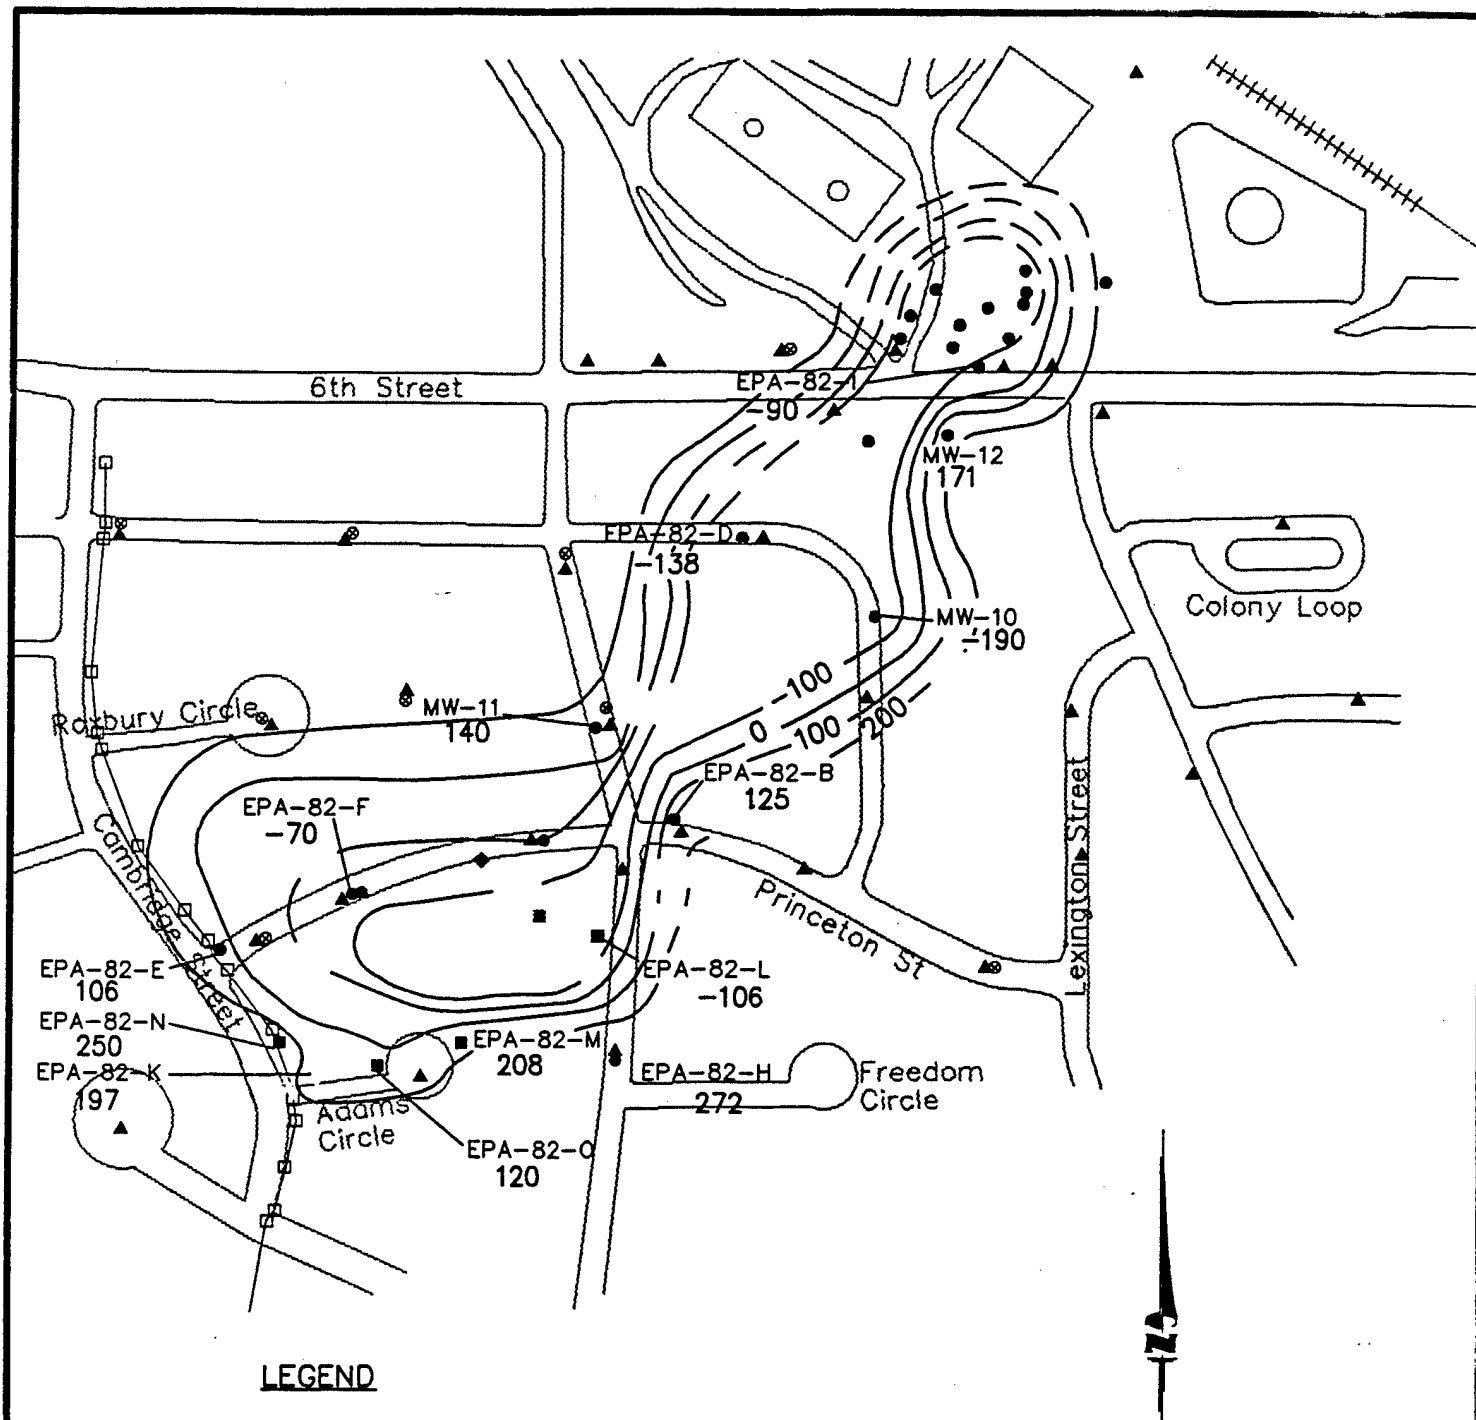 6th Street
EPA-82-1
-90
MW-12
171
EPA-82-D
-138
Colony Loop
MW-10
-190
-100
0
100
200
Roxbury Circle
MW-11
140
EPA-82-B
125
EPA-82-F
-70
Cambridge Street
Princeton St
Lexington Street
EPA-82-E
106
EPA-82-L
-106
EPA-82-N
250
EPA-82-M
208
EPA-82-K
197
EPA-82-H
272
Freedom
Circle
Adams
Circle
EPA-82-O
120
LEGEND